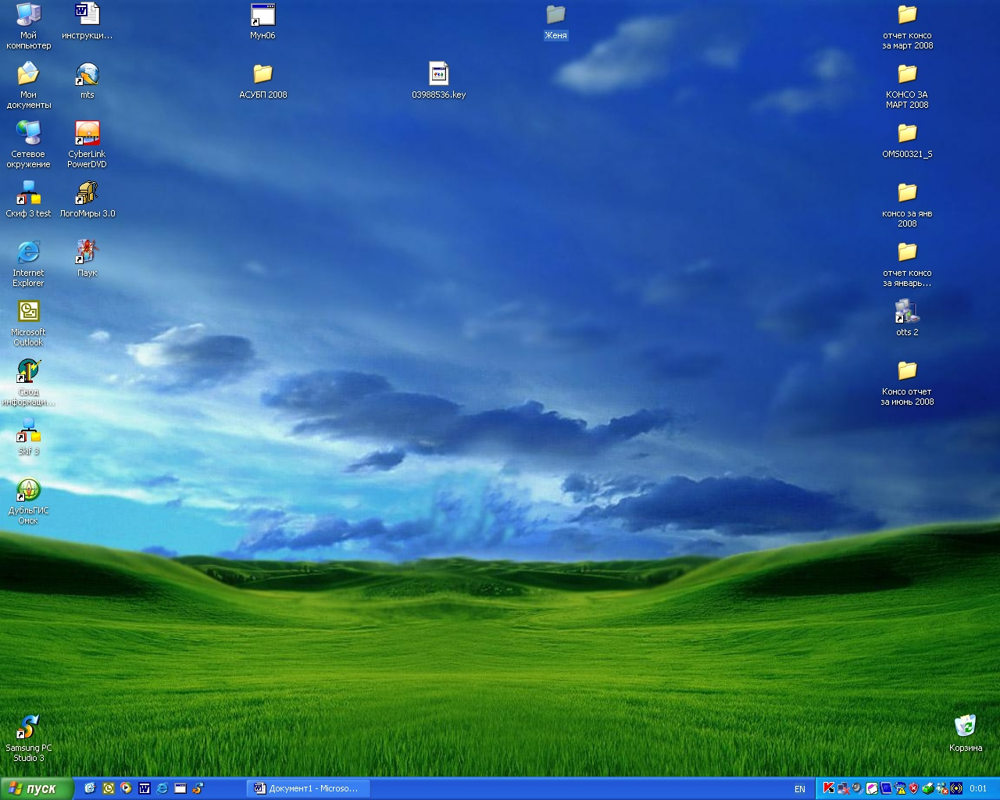 Мой
компьютер
инструкци...
Мун06
Женя
отчет консо
за март 2008
Мои
документы
mts
АСУБП 2008
03988536.key
КОНСО ЗА
МАРТ 2008
Сетевое
окружение
CyberLink
PowerDVD
OMS00321_S
Скиф 3 test
ЛогоМиры 3.0
консо за янв
2008
Internet
Explorer
Паук
отчет консо
за январь...
Microsoft
Outlook
otts 2
Свод
информаци...
Консо отчет
за июнь 2008
Skif 3
ДубльГИС
Омск
Samsung PC
Studio 3
Корзина
пуск
Документ1 - Microso...
EN
0:01